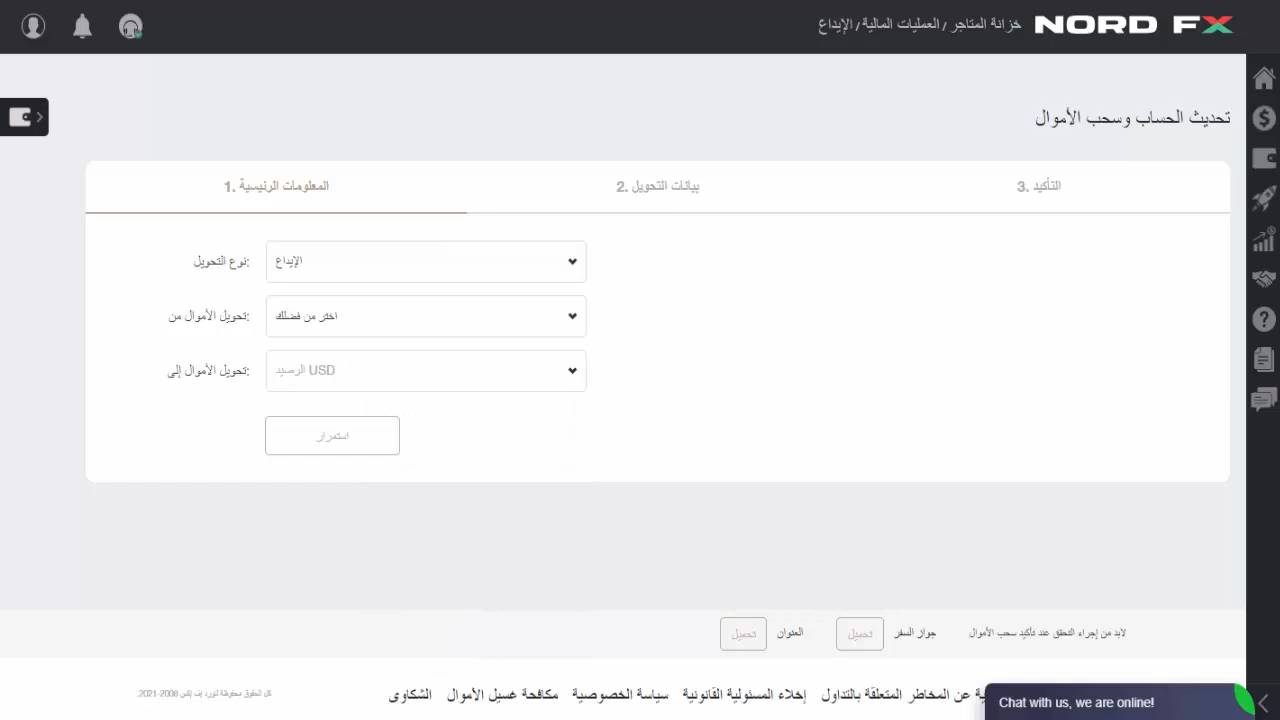 NORD FX
خزانة المتاجر / العمليات المالية / الإيداع
تحديث الحساب وسحب الأموال
1. المعلومات الرئيسية
2. بيانات التحويل
3. التأكيد
نوع التحويل:
الإيداع
تحويل الأموال من:
اختر من فضلك
تحويل الأموال إلى:
الرصيد USD
استمرار
لابد من إجراء التحقق عند تأكيد سحب الأموال
جواز السفر
تحميل
العنوان
تحميل
عن المخاطر المتعلقة بالتداول
إخلاء المسئولية القانونية
سياسة الخصوصية
مكافحة غسيل الأموال
الشكاوى
كل الحقوق محفوظة لنورد إف إكس 2008-2021.
Chat with us, we are online!